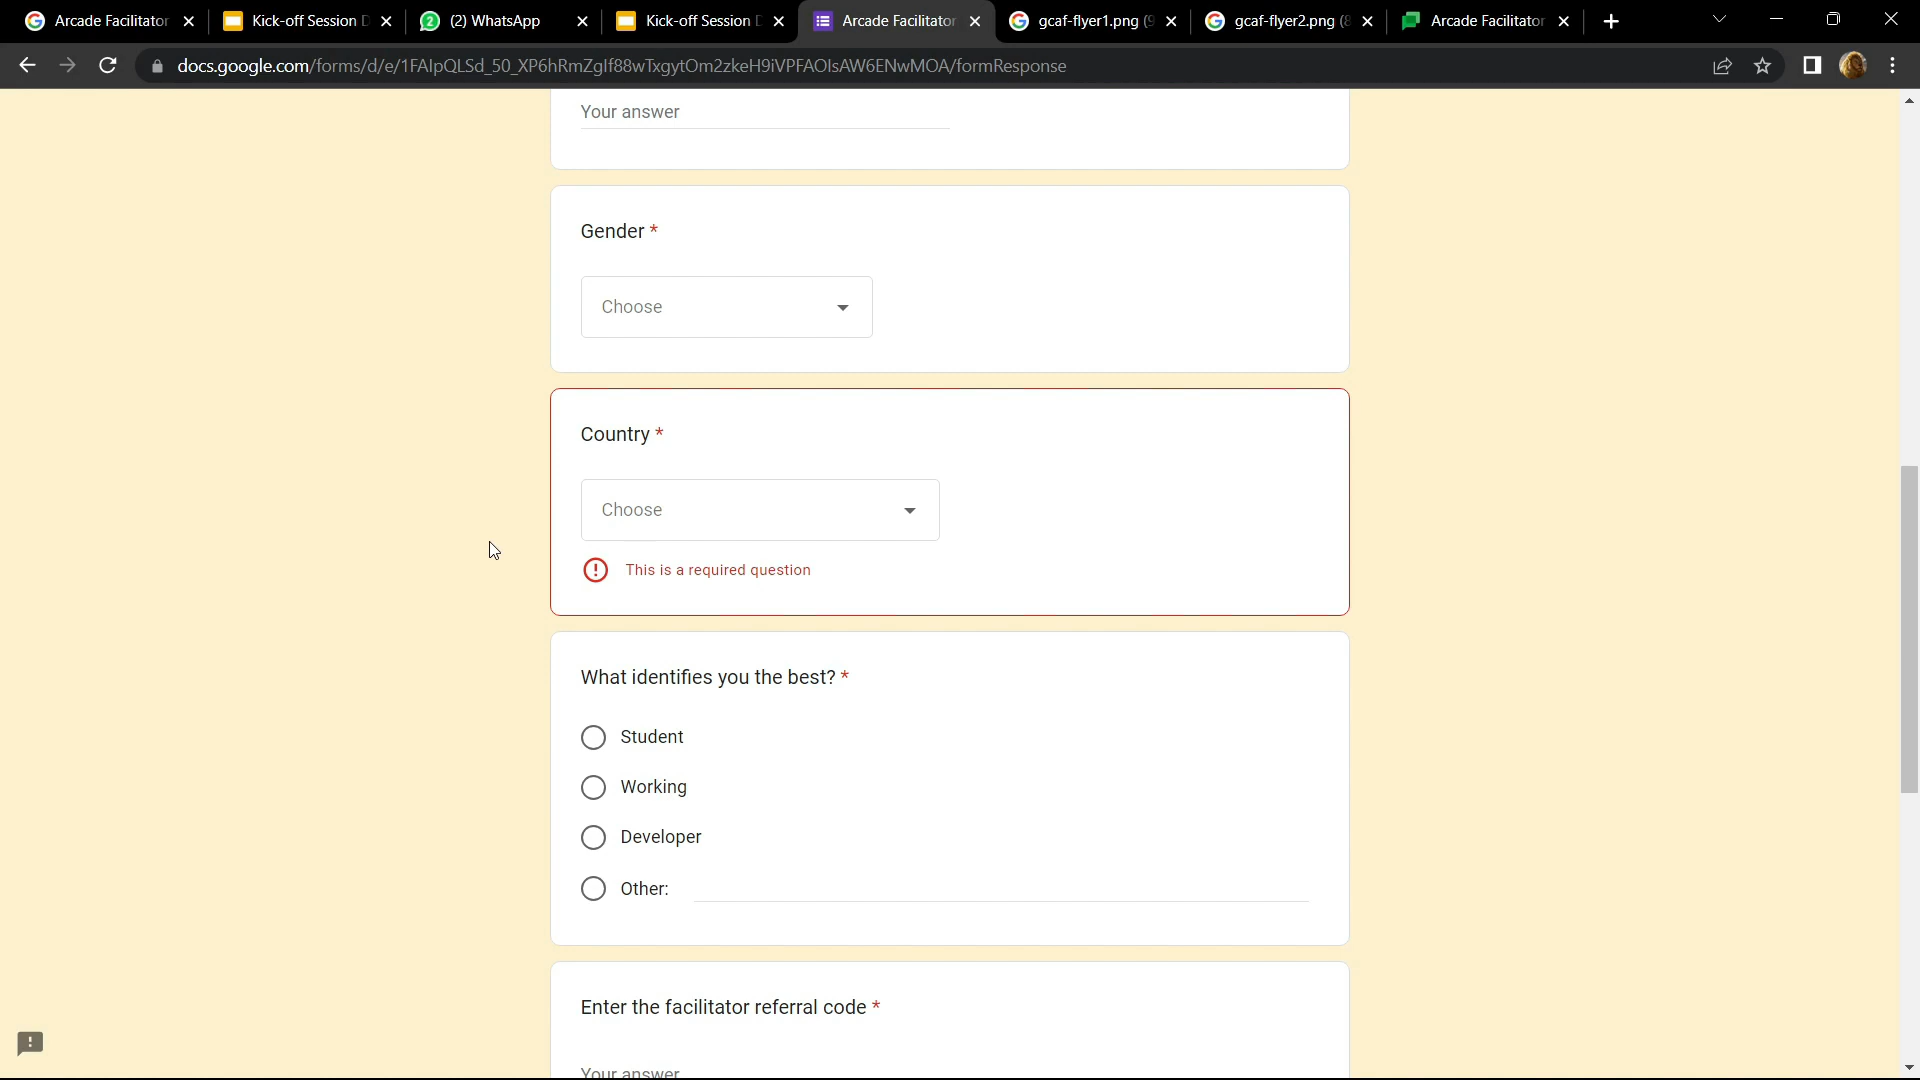 Arcade Facilitator
Kick-off Session D
(2) WhatsApp
Kick-off Session D
Arcade Facilitator
gcaf-flyer1.png (9
gcaf-flyer2.png (8
Arcade Facilitator
docs.google.com/forms/d/e/1FAIpQLSd_50_XP6hRmZgIf88wTxgytOm2zkeH9iVPFAOIsAW6ENwMOA/formResponse
Your answer
Gender *
Choose
Country *
Choose
This is a required question
What identifies you the best? *
Student
Working
Developer
Other:
Enter the facilitator referral code *
Your answer